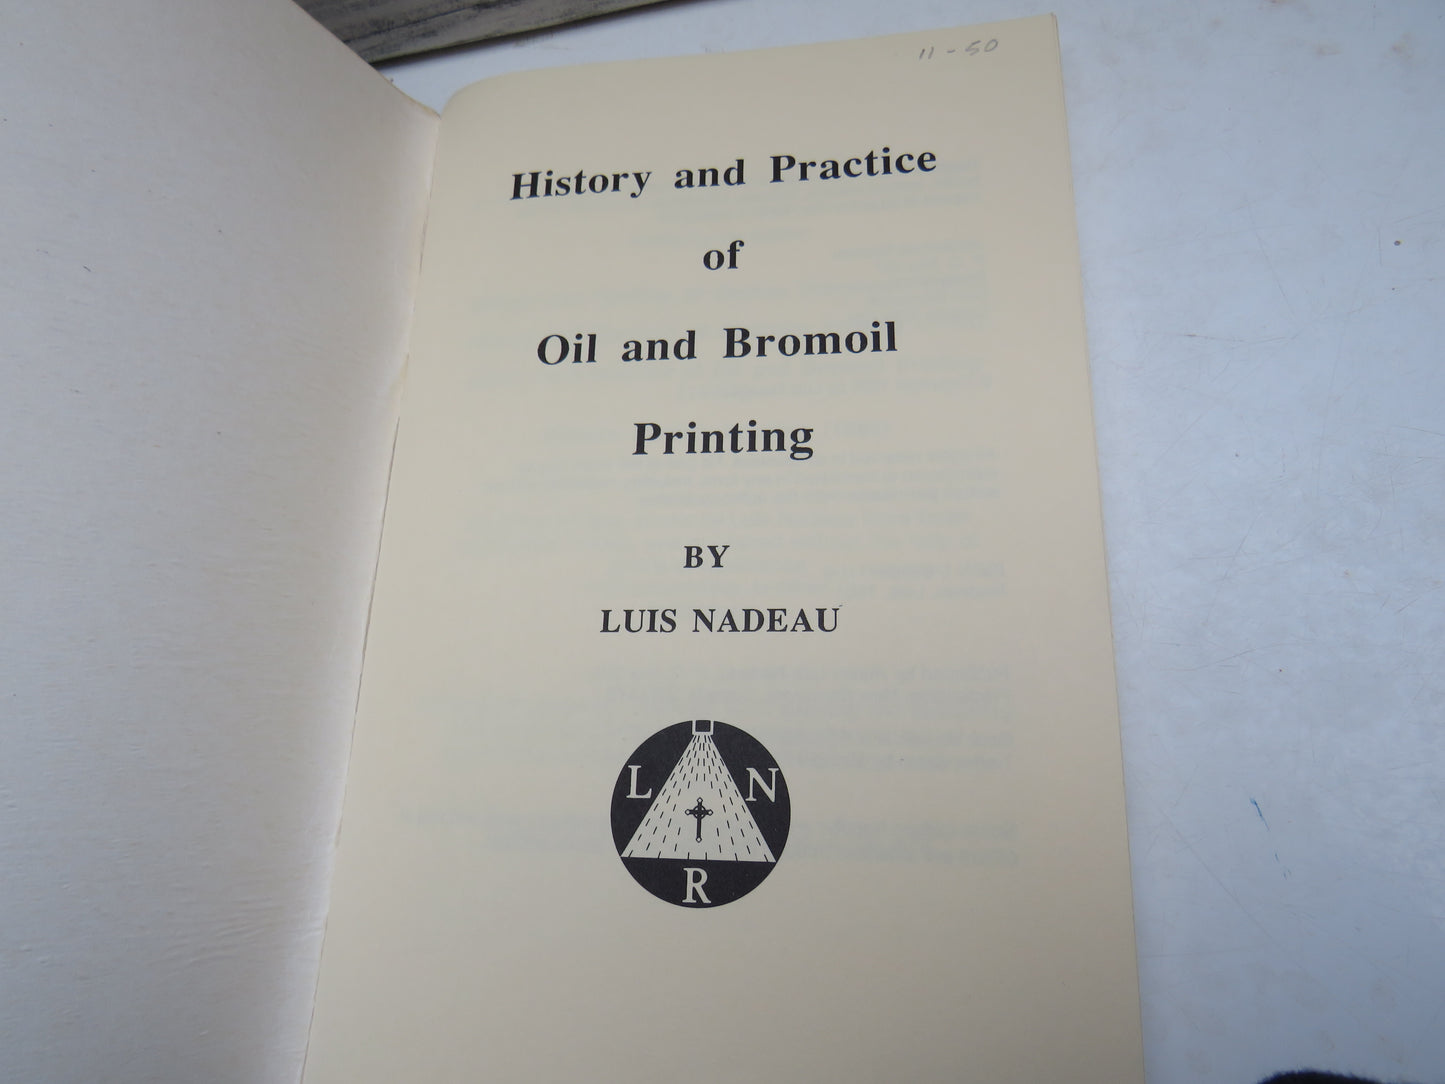 11-50
History and Practice
of
Oil and Bromoil
Printing
BY
LUIS NADEAU
L N
R